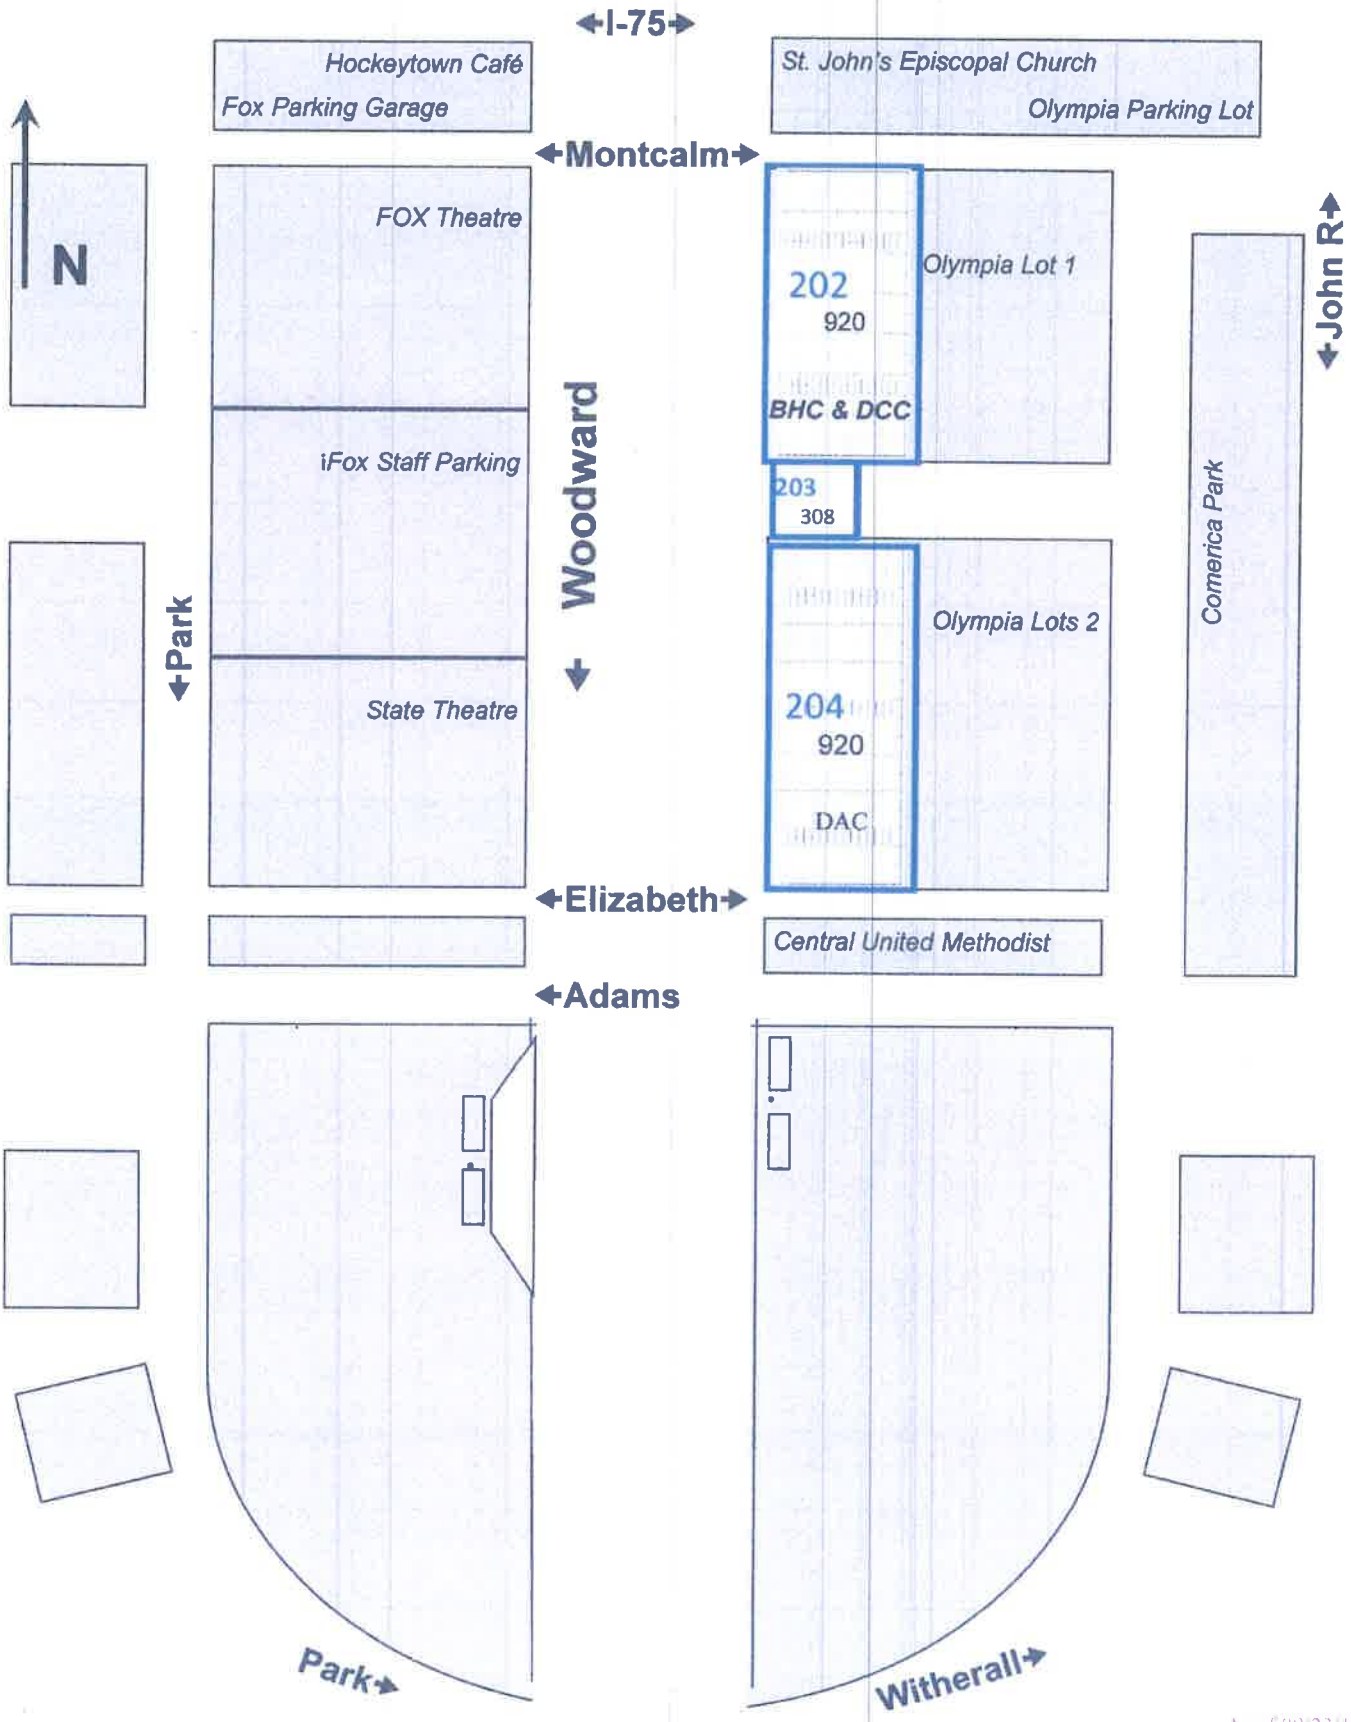 I-75
Hockeytown Café
Fox Parking Garage
St. John's Episcopal Church
Olympia Parking Lot
Montcalm
N
FOX Theatre
202
920
BHC & DCC
Olympia Lot 1
John R
iFox Staff Parking
Woodward
203
308
Comerica Park
Park
State Theatre
204
920
DAC
Olympia Lots 2
Elizabeth
Central United Methodist
Adams
Park
Witherall